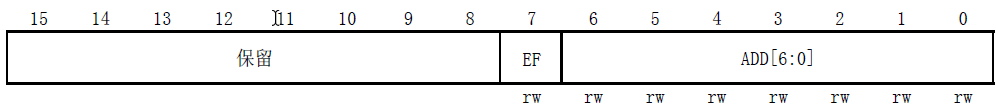 15 14 13 12 11 10 9 8 7 6 5 4 3 2 1 0
保留 EF ADD[6:0]
rw rw rw rw rw rw rw rw